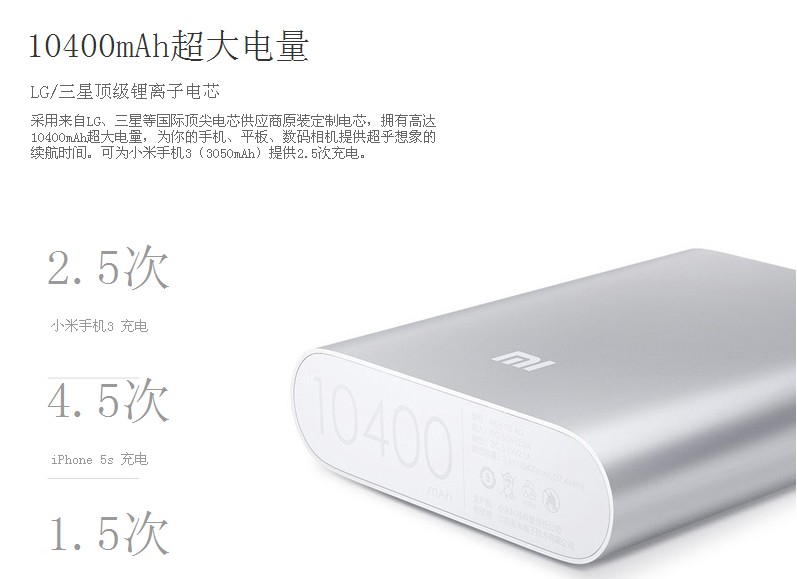 10400mAh超大电量
LG/三星顶级锂离子电芯
采用来自LG、三星等国际顶尖电芯供应商原装定制电芯，拥有高达
10400mAh超大电量，为你的手机、平板、数码相机提供超乎想象的
续航时间。可为小米手机3（3050mAh）提供2.5次充电。
2.5次
小米手机3 充电
4.5次
iPhone 5s 充电
1.5次
MI
10400
mAh